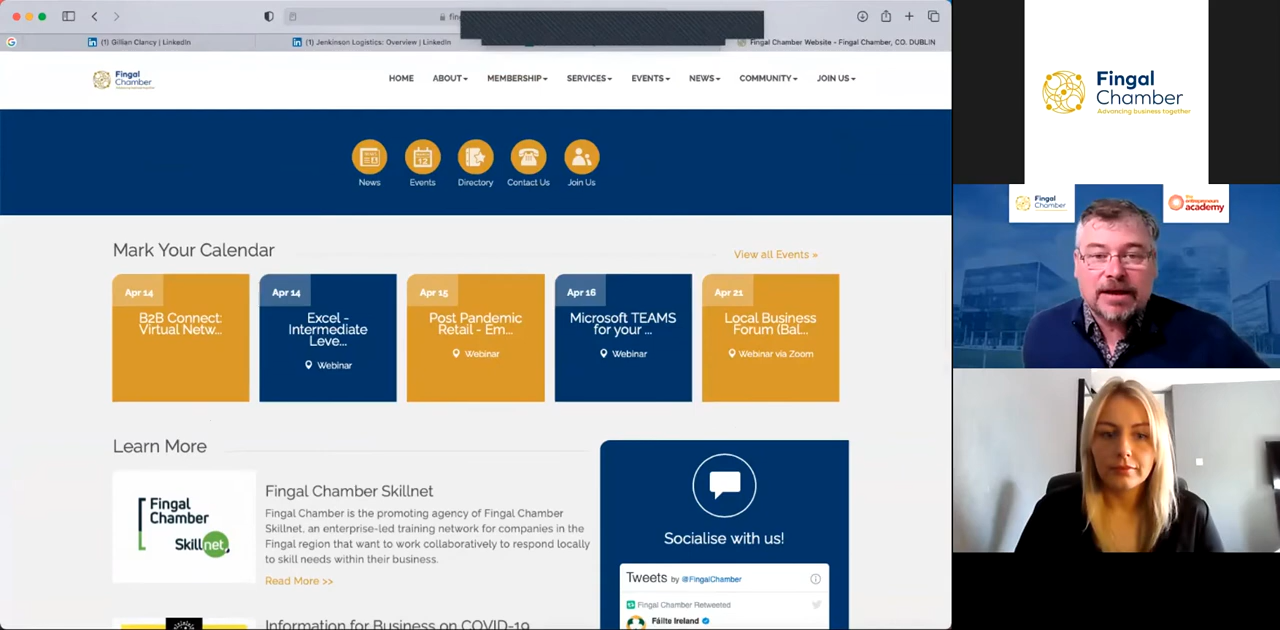 fin
(1) Gillian Clancy | LinkedIn
(1) Jenkinson Logistics: Overview | LinkedIn
Fingal Chamber Website - Fingal Chamber, CO. DUBLIN
Fingal
Chamber
HOME ABOUT MEMBERSHIP SERVICES EVENTS NEWS COMMUNITY JOIN US
News Events Directory Contact Us Join Us
12
Mark Your Calendar
View all Events »
Apr 14
B2B Connect:
Virtual Netw...
Apr 14
Excel -
Intermediate
Leve...
Webinar
Apr 15
Post Pandemic
Retail - Em...
Webinar
Apr 16
Microsoft TEAMS
for your ...
Webinar
Apr 21
Local Business
Forum (Bal...
Webinar via Zoom
Learn More
Fingal
Chamber
Skillnet
Fingal Chamber Skillnet
Fingal Chamber is the promoting agency of Fingal Chamber
Skillnet, an enterprise-led training network for companies in the
Fingal region that want to work collaboratively to respond locally
to skill needs within their business.
Read More >>
Information for Business on COVID-19
Socialise with us!
Tweets by @FingalChamber
Fingal Chamber Retweeted
Fáilte Ireland
Fingal
Chamber
Advancing business together
Fingal
Chamber
entrepreneurs
academy